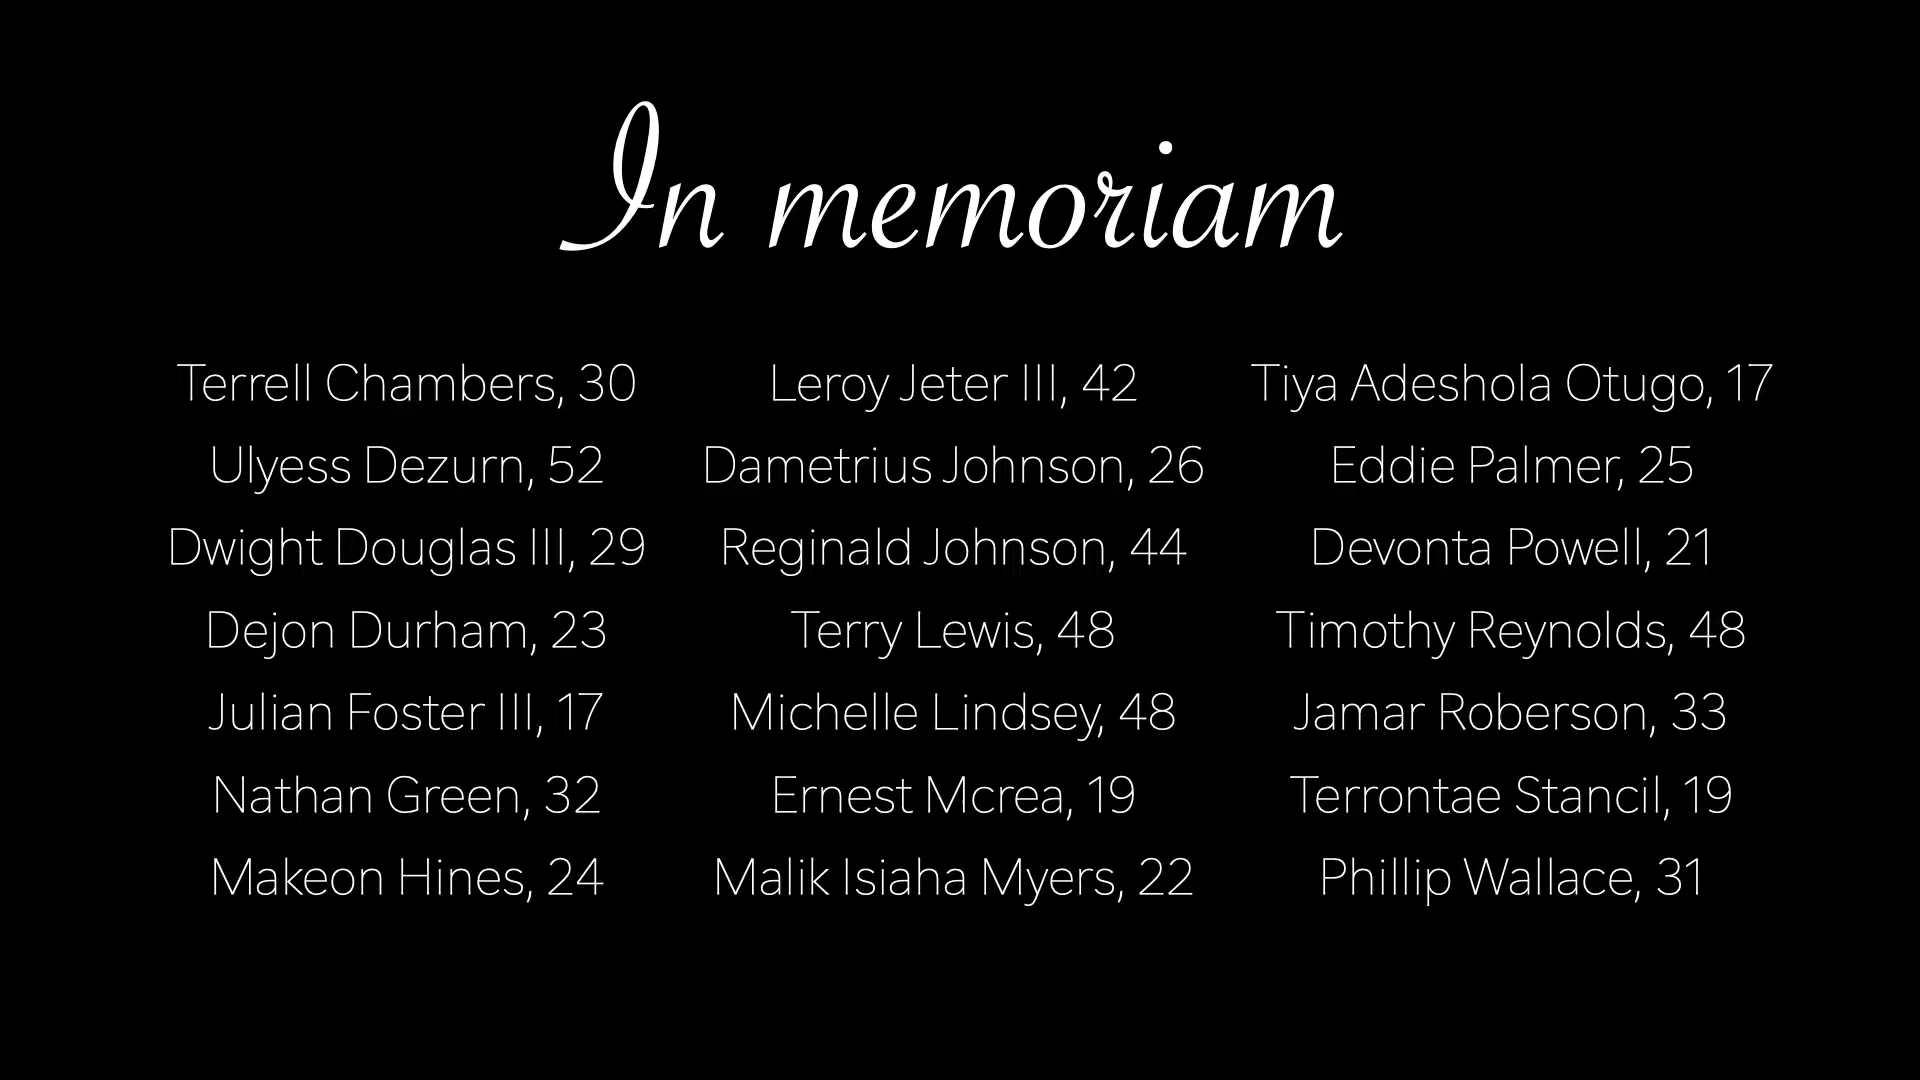 In memoriam
Terrell Chambers, 30
Ulyess Dezurn, 52
Dwight Douglas III, 29
Dejon Durham, 23
Julian Foster III, 17
Nathan Green, 32
Makeon Hines, 24
Leroy Jeter III, 42
Dametrius Johnson, 26
Reginald Johnson, 44
Terry Lewis, 48
Michelle Lindsey, 48
Ernest Mcrea, 19
Malik Isiaha Myers, 22
Tiya Adeshola Otugo, 17
Eddie Palmer, 25
Devonta Powell, 21
Timothy Reynolds, 48
Jamar Roberson, 33
Terrontae Stancil, 19
Phillip Wallace, 31